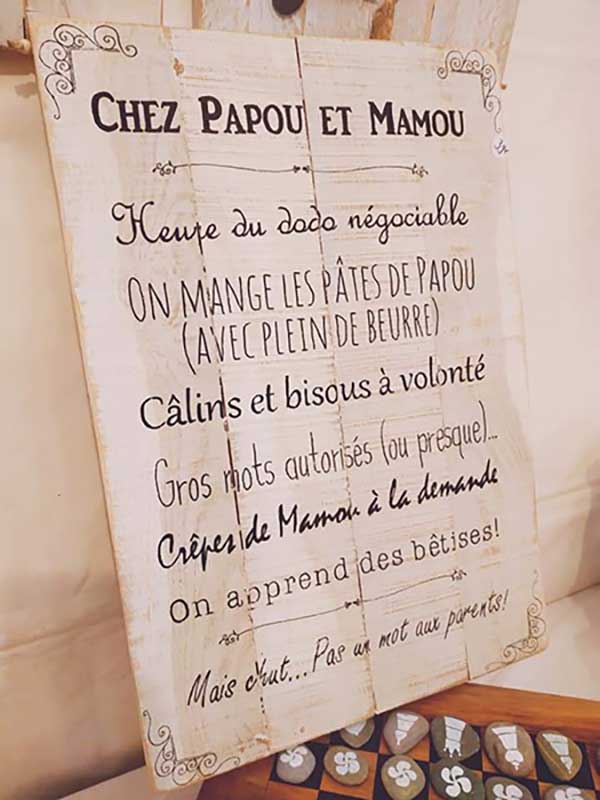 CHEZ PAPOU ET MAMOU
Heure du dodo négociable
ON MANGE LES PÂTES DE PAPOU
(AVEC PLEIN DE BEURRE)
Câlins et bisous à volonté
Gros mots autorisés (ou presque)...
Crêpes de Mamou à la demande
On apprend des bêtises!
Mais chut... Pas un mot aux parents!